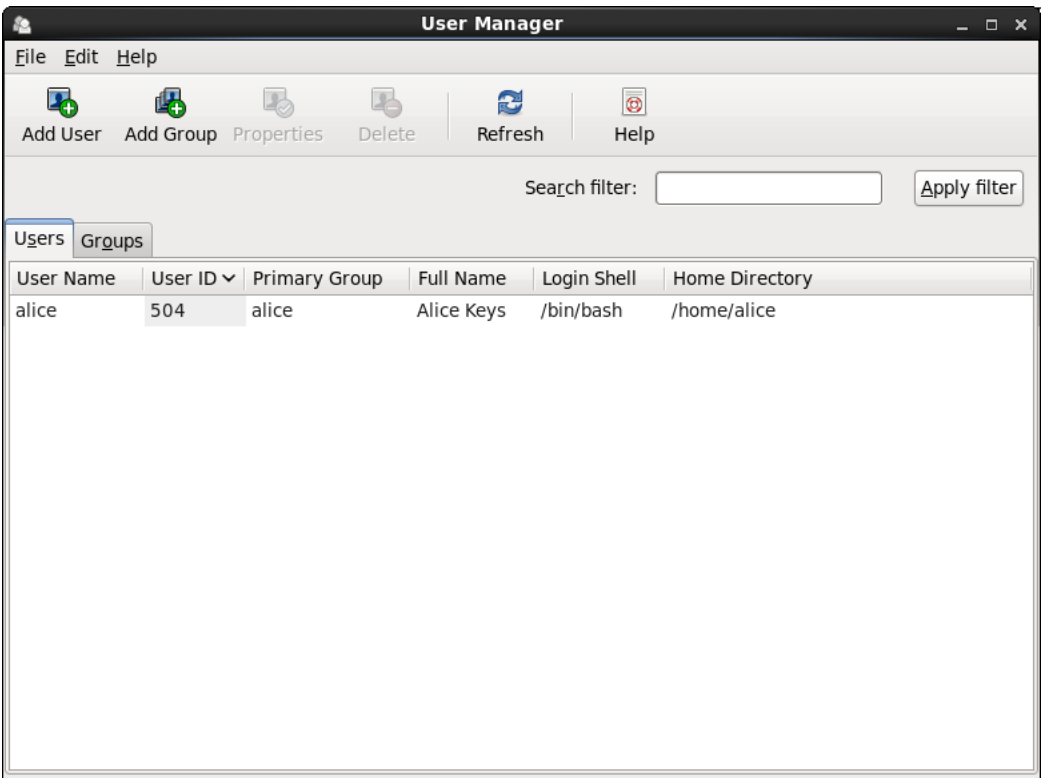 User Manager
File Edit Help
Add User Add Group Properties Delete Refresh Help
Search filter: Apply filter
Users Groups
User Name User ID Primary Group Full Name Login Shell Home Directory
alice 504 alice Alice Keys /bin/bash /home/alice